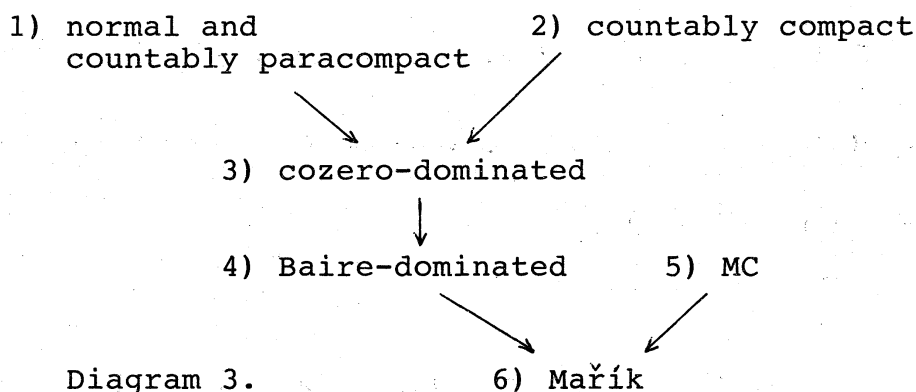 1) normal and 2) countably compact
countably paracompact
3) cozero-dominated
4) Baire-dominated 5) MC
Diagram 3. 6) Mařík